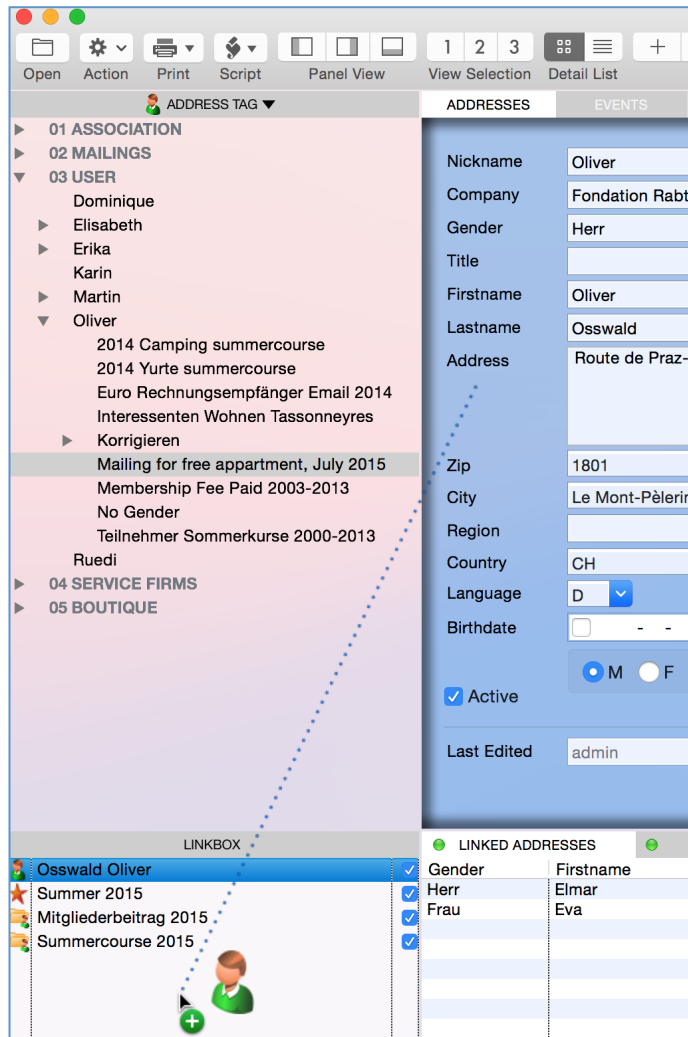 Open Action Print Script Panel View 1 2 3 View Selection Detail List
ADDRESS TAG
01 ASSOCIATION
02 MAILINGS
03 USER
Dominique
Elisabeth
Erika
Karin
Martin
Oliver
2014 Camping summercourse
2014 Yurte summercourse
Euro Rechnungsempfänger Email 2014
Interessenten Wohnen Tassonneyres
Korrigieren
Mailing for free appartment, July 2015
Membership Fee Paid 2003-2013
No Gender
Teilnehmer Sommerkurse 2000-2013
Ruedi
04 SERVICE FIRMS
05 BOUTIQUE
ADDRESSES EVENTS
Nickname Oliver
Company Fondation Rabt
Gender Herr
Title
Firstname Oliver
Lastname Osswald
Address Route de Praz-
Zip 1801
City Le Mont-Pèlerin
Region
Country CH
Language D
Birthdate - -
M F
Active
Last Edited admin
LINKBOX
Osswald Oliver
Summer 2015
Mitgliederbeitrag 2015
Summercourse 2015
LINKED ADDRESSES
Gender Firstname
Herr Elmar
Frau Eva